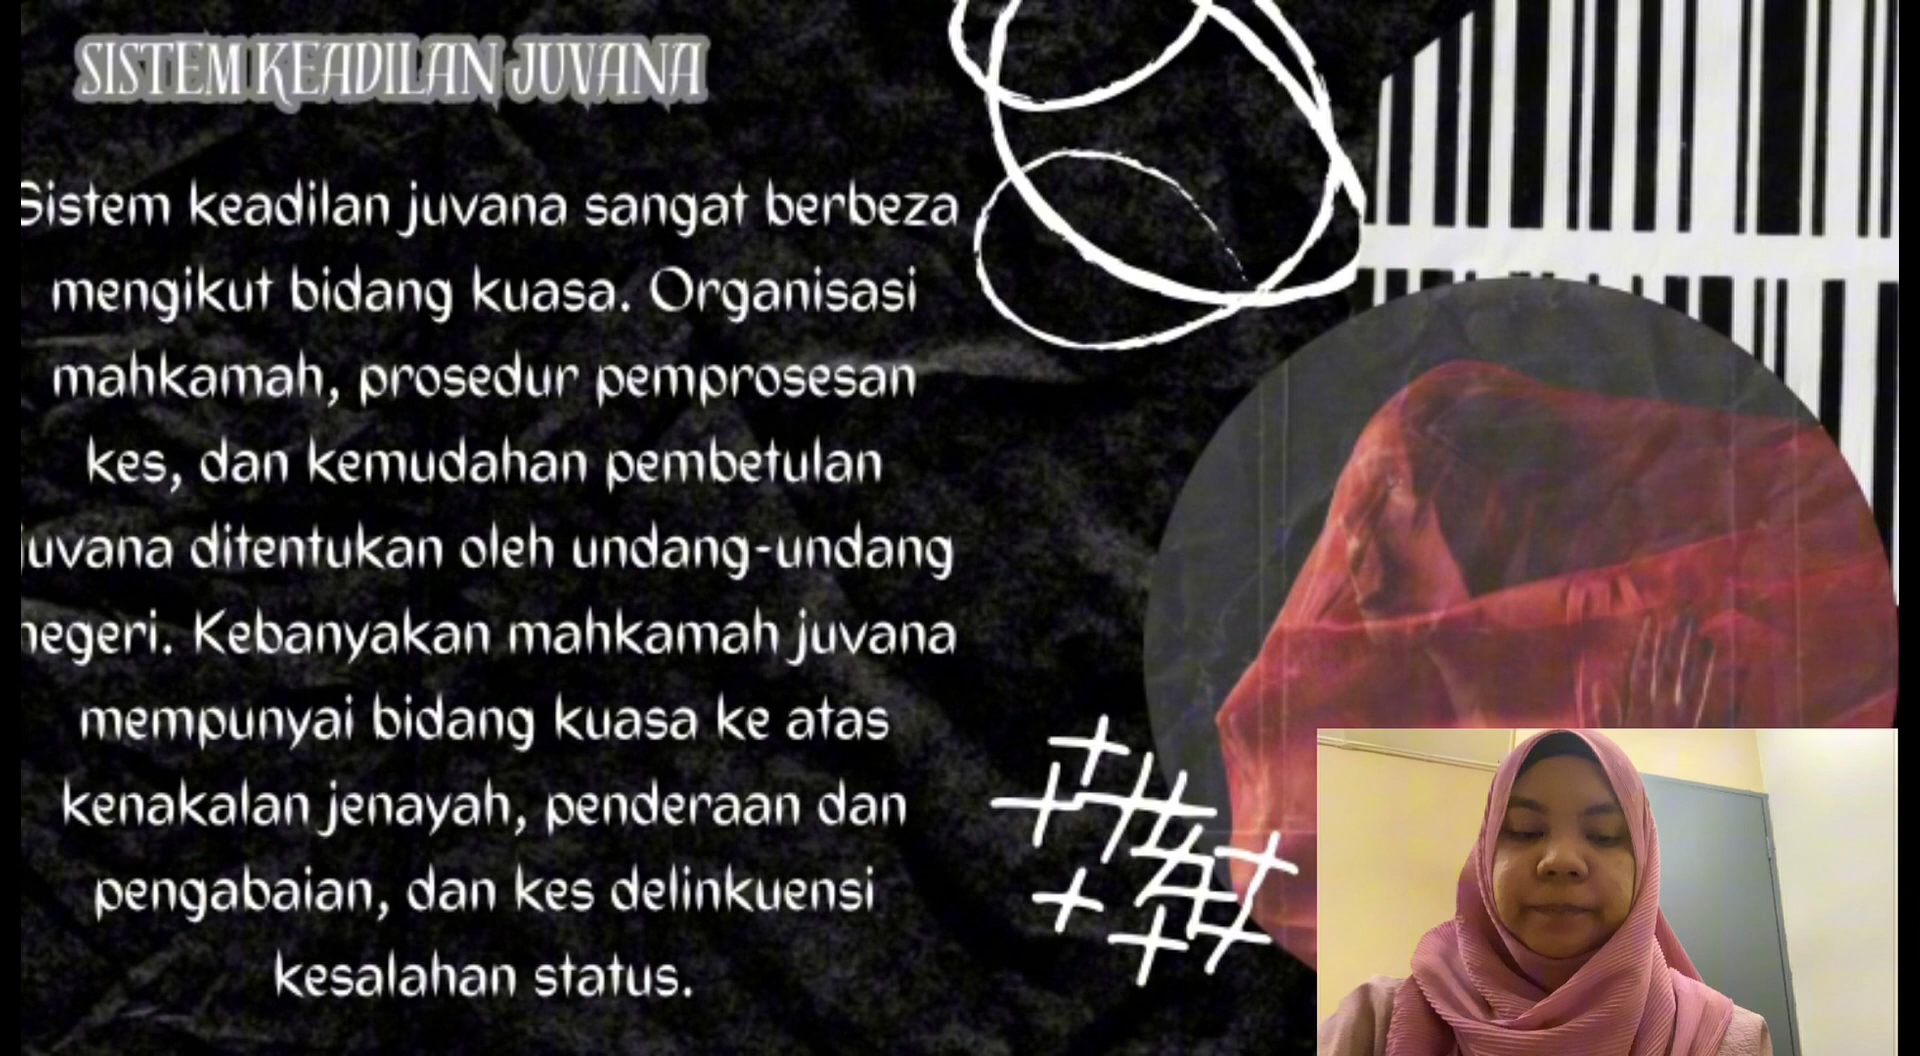 SISTEM KEADILAN JUVANA
Sistem keadilan juvana sangat berbeza
mengikut bidang kuasa. Organisasi
mahkamah, prosedur pemprosesan
kes, dan kemudahan pembetulan
juvana ditentukan oleh undang-undang
negeri. Kebanyakan mahkamah juvana
mempunyai bidang kuasa ke atas
kenakalan jenayah, penderaan dan
pengabaian, dan kes delinkuensi
kesalahan status.